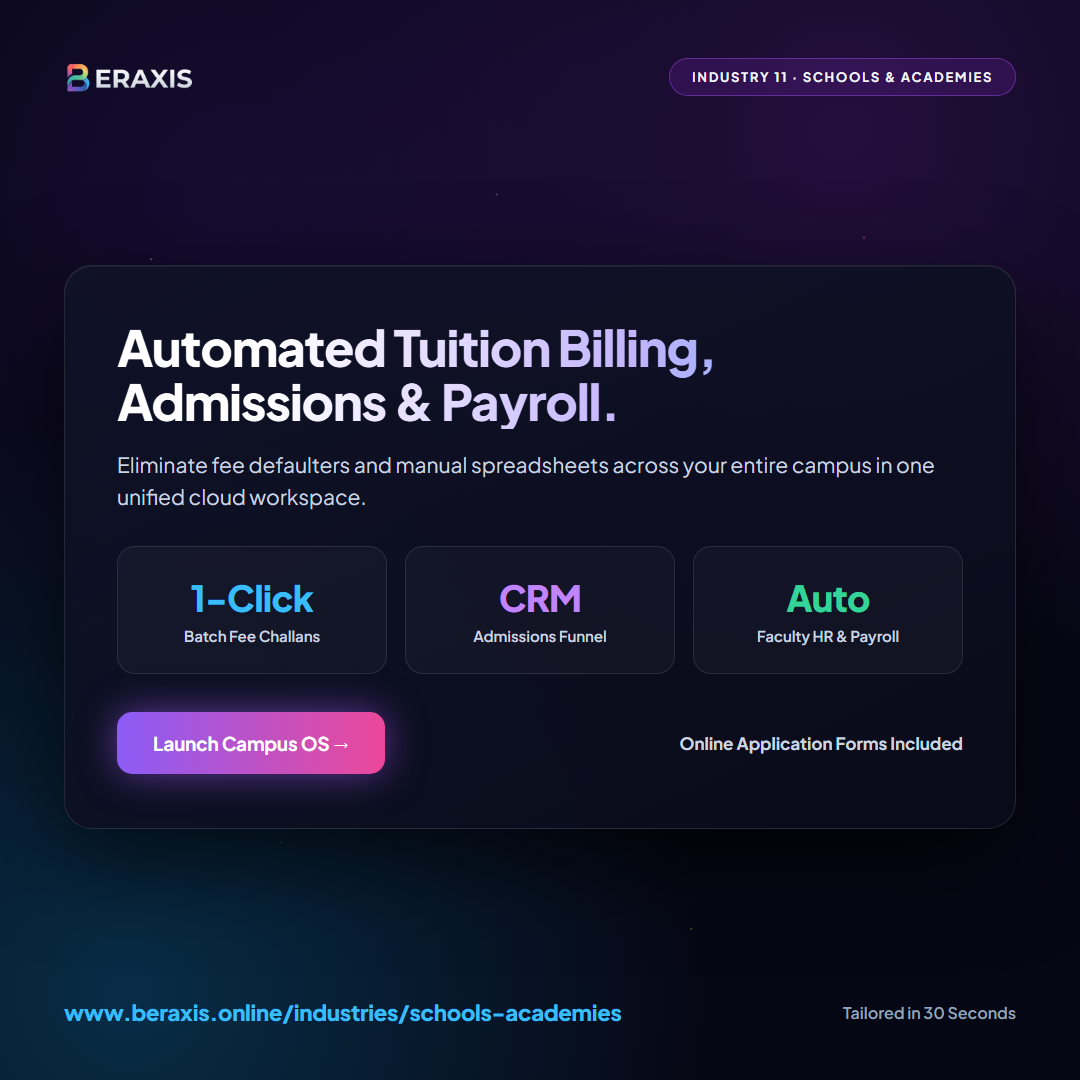 BERAXIS
INDUSTRY 11 · SCHOOLS & ACADEMIES
Automated Tuition Billing,
Admissions & Payroll.
Eliminate fee defaulters and manual spreadsheets across your entire campus in one
unified cloud workspace.
1-Click
Batch Fee Challans
CRM
Admissions Funnel
Auto
Faculty HR & Payroll
Launch Campus OS →
Online Application Forms Included
www.beraxis.online/industries/schools-academies
Tailored in 30 Seconds